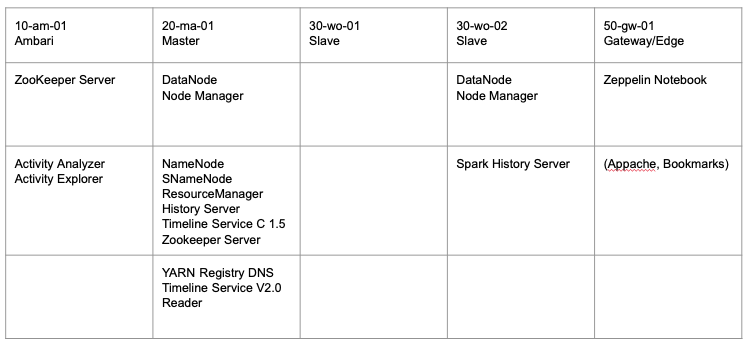 10-am-01
Ambari
20-ma-01
Master
30-wo-01
Slave
30-wo-02
Slave
50-gw-01
Gateway/Edge
ZooKeeper Server
DataNode
Node Manager
DataNode
Node Manager
Zeppelin Notebook
Activity Analyzer
Activity Explorer
NameNode
SNameNode
ResourceManager
History Server
Timeline Service C 1.5
Zookeeper Server
Spark History Server
(Appache, Bookmarks)
YARN Registry DNS
Timeline Service V2.0
Reader